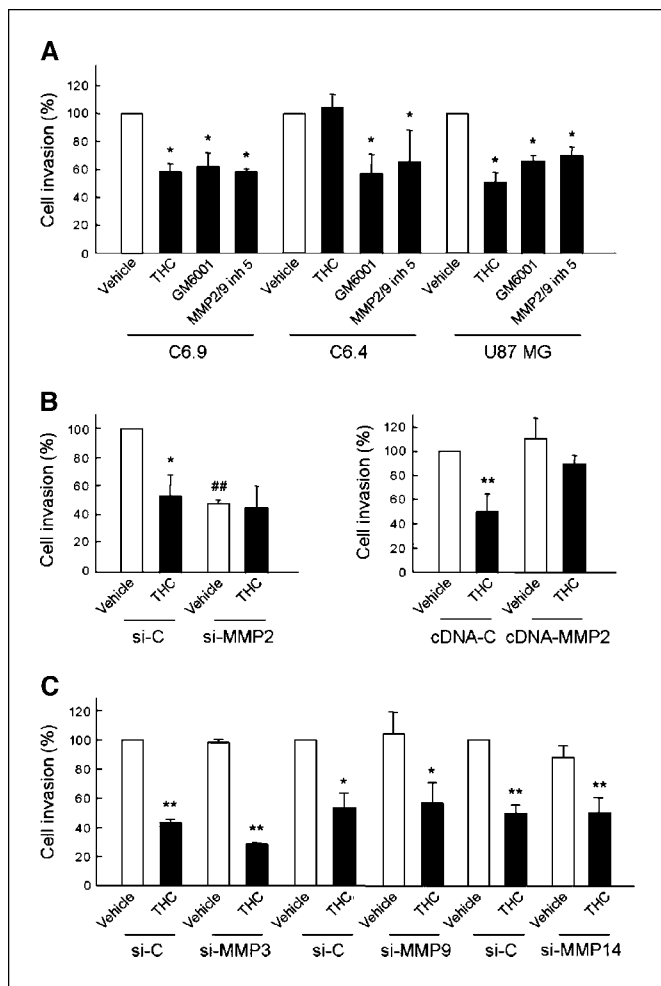 A
Cell invasion (%)
120
100
80
60
40
20
0
* * * * * * * *
Vehicle THC GM6001 MMP2/9 inh 5 Vehicle THC GM6001 MMP2/9 inh 5 Vehicle THC GM6001 MMP2/9 inh 5
C6.9 C6.4 U87 MG
B
Cell invasion (%)
100
80
60
40
20
0
* ##
Vehicle THC Vehicle THC
si-C si-MMP2
Cell invasion (%)
120
100
80
60
40
20
0
**
Vehicle THC Vehicle THC
cDNA-C cDNA-MMP2
C
Cell invasion (%)
120
100
80
60
40
20
0
** ** * * ** **
Vehicle THC Vehicle THC Vehicle THC Vehicle THC Vehicle THC Vehicle THC
si-C si-MMP3 si-C si-MMP9 si-C si-MMP14